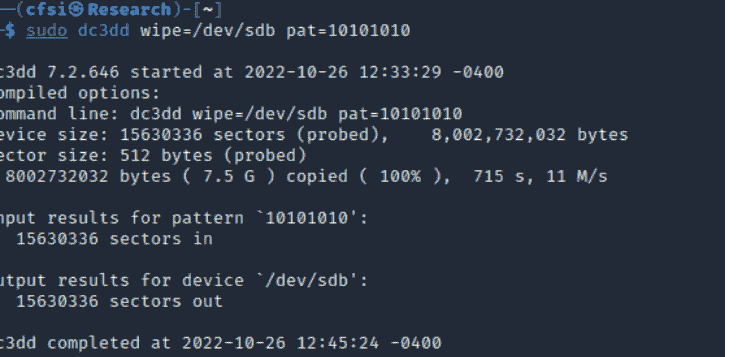 (cfsi㉿Research)-[~]
$ sudo dc3dd wipe=/dev/sdb pat=10101010
c3dd 7.2.646 started at 2022-10-26 12:33:29 -0400
ompiled options:
ommand line: dc3dd wipe=/dev/sdb pat=10101010
evice size: 15630336 sectors (probed),    8,002,732,032 bytes
ector size: 512 bytes (probed)
8002732032 bytes ( 7.5 G ) copied ( 100% ),  715 s, 11 M/s
nput results for pattern `10101010':
15630336 sectors in
utput results for device `/dev/sdb':
15630336 sectors out
c3dd completed at 2022-10-26 12:45:24 -0400